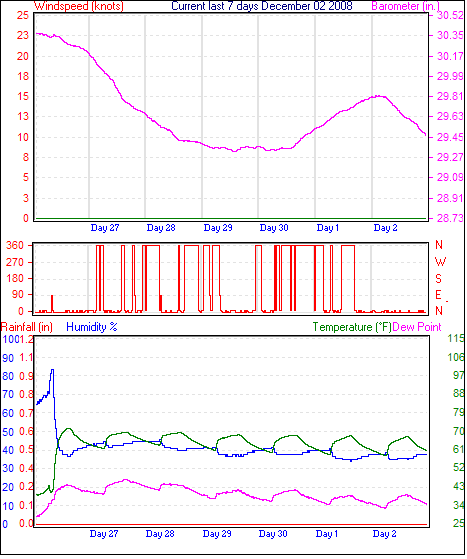 Windspeed (knots) Current last 7 days December 02 2008 Barometer (in.)
25 30.52
23 30.35
20 30.17
18 29.99
15 29.81
13 29.63
10 29.45
8 29.27
5 29.09
3 28.91
0 28.73
Day 27 Day 28 Day 29 Day 30 Day 1 Day 2
360 N
270 W
180 S
90 E
0 N
Rainfall (in) Humidity % Temperature (°F) Dew Point
100 1.2 115
90 1.1 106
80 1.0 97
70 0.9 88
60 0.7 79
50 0.6 70
40 0.5 61
30 0.4 52
20 0.2 43
10 0.1 34
0 0.0 25
Day 27 Day 28 Day 29 Day 30 Day 1 Day 2